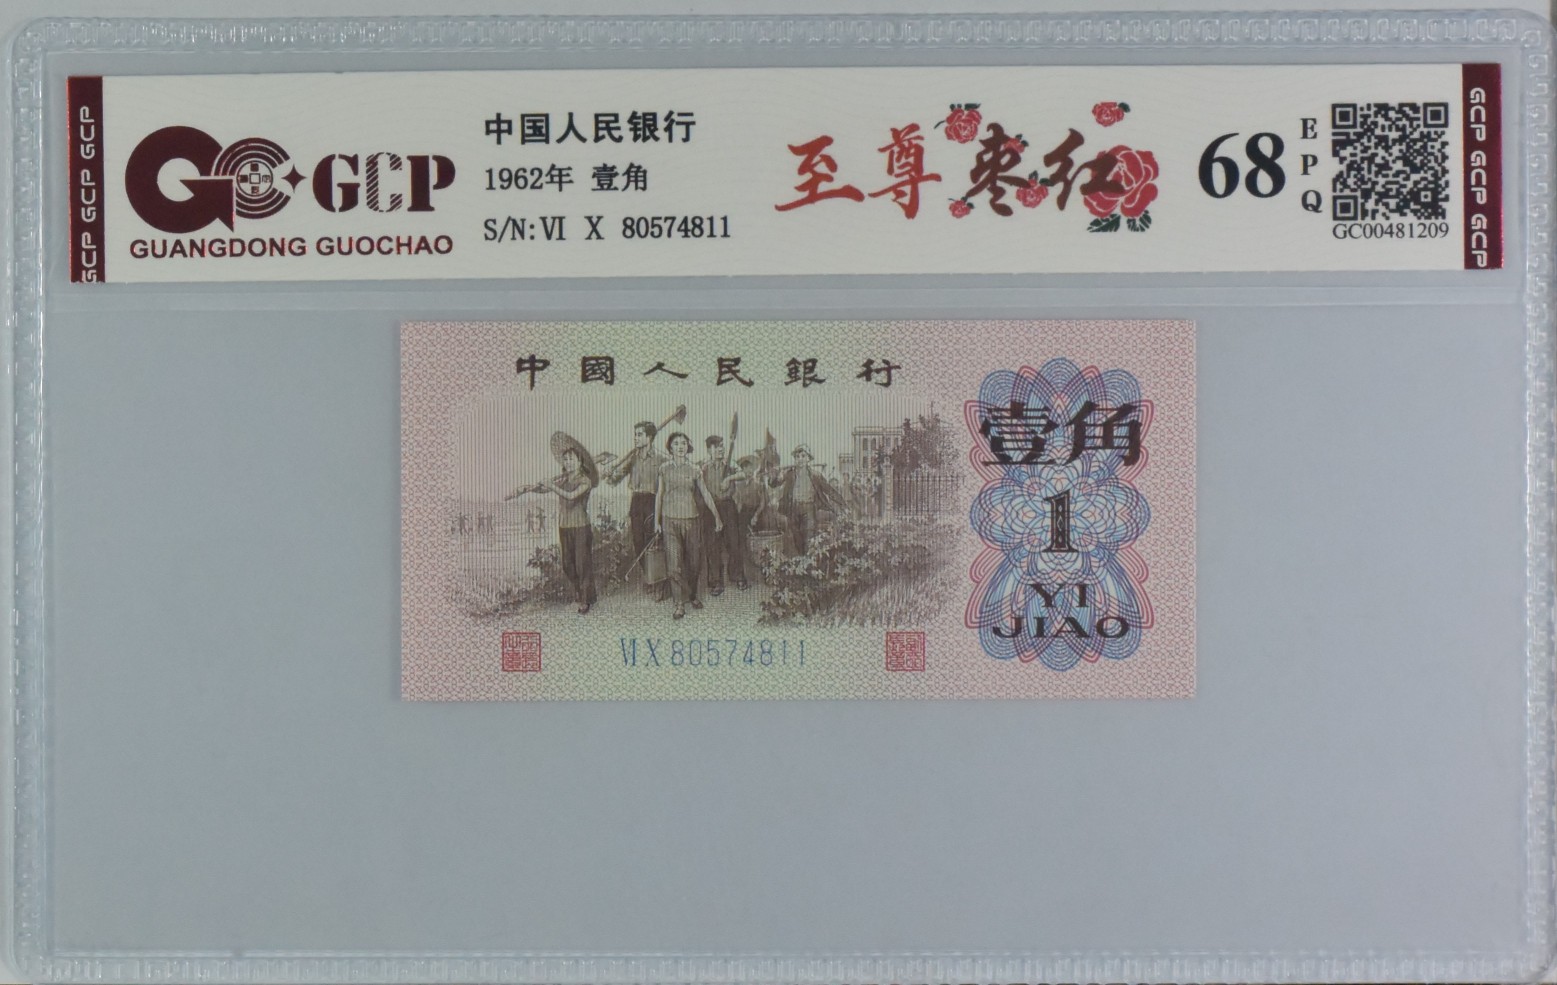 GCP GCP GCP
GCP
GUANGDONG GUOCHAO
中国人民银行
1962年 壹角
S/N: VI X 80574811
至尊枣红
68
EPQ
GC00481209
GCP GCP GCP
中國人民銀行
壹角
1
YI
JIAO
VI X 80574811